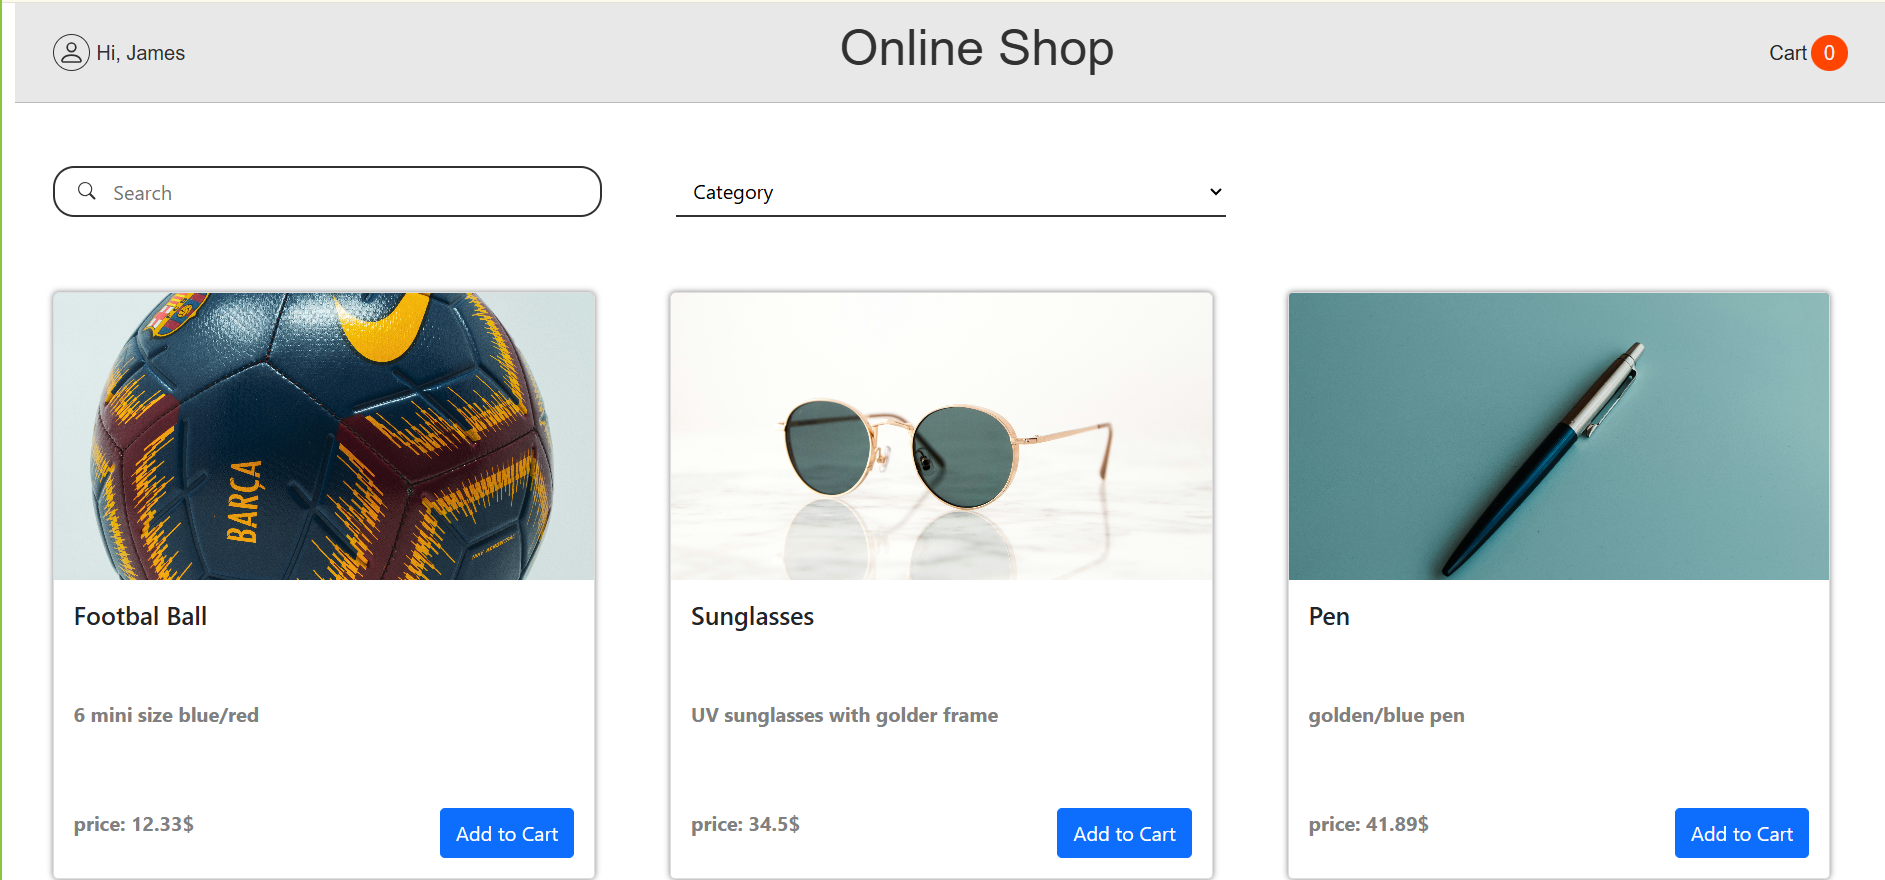 Hi, James
Online Shop
Cart 0
Search
Category
BARÇA
Footbal Ball
Sunglasses
Pen
6 mini size blue/red
UV sunglasses with golder frame
golden/blue pen
price: 12.33$
Add to Cart
price: 34.5$
Add to Cart
price: 41.89$
Add to Cart